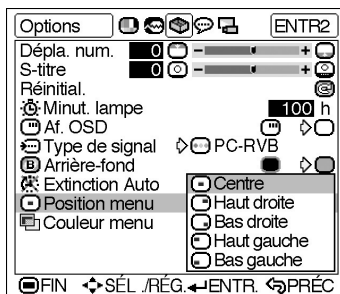 Options ENTR2
Dépla. num. 0 - +
S-titre 0 - +
Réinitial.
Minut. lampe 100 h
Af. OSD
Type de signal PC-RVB
B Arrière-fond
Extinction Auto
Position menu
Couleur menu
Centre
Haut droite
Bas droite
Haut gauche
Bas gauche
FIN SÉL./RÉG. ENTR. PRÉC